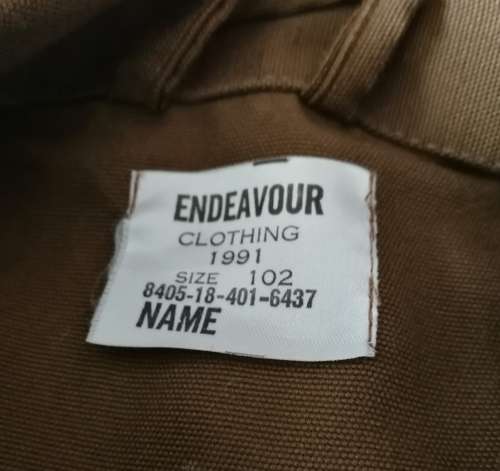 ENDEAVOUR
CLOTHING
1991
SIZE 102
8405-18-401-6437
NAME